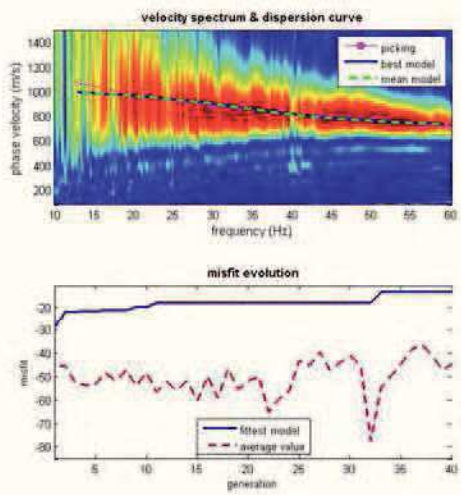 velocity spectrum & dispersion curve
1400
1200
1000
800
600
400
200
phase velocity (m/s)
picking
best model
mean model
10 15 20 25 30 35 40 45 50 55 60
frequency (Hz)
misfit evolution
-20
-30
-40
-50
-60
-70
-80
misfit
fittest model
average value
5 10 15 20 25 30 35 40
generation